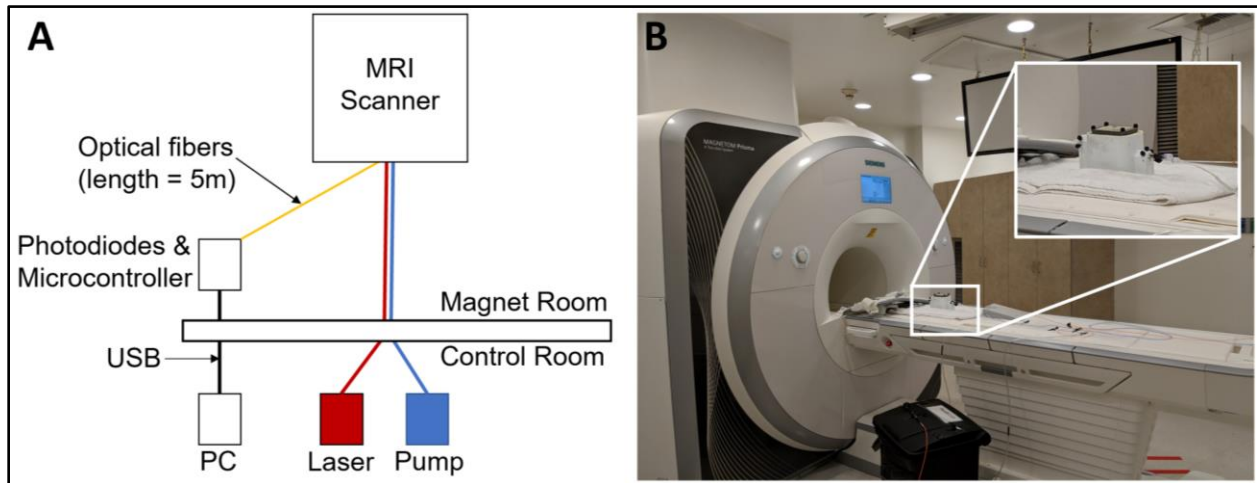 A
MRI
Scanner
Optical fibers
(length = 5m)
Photodiodes &
Microcontroller
Magnet Room
Control Room
USB
PC
Laser
Pump
B
MAGNETOM Prisma
SIEMENS